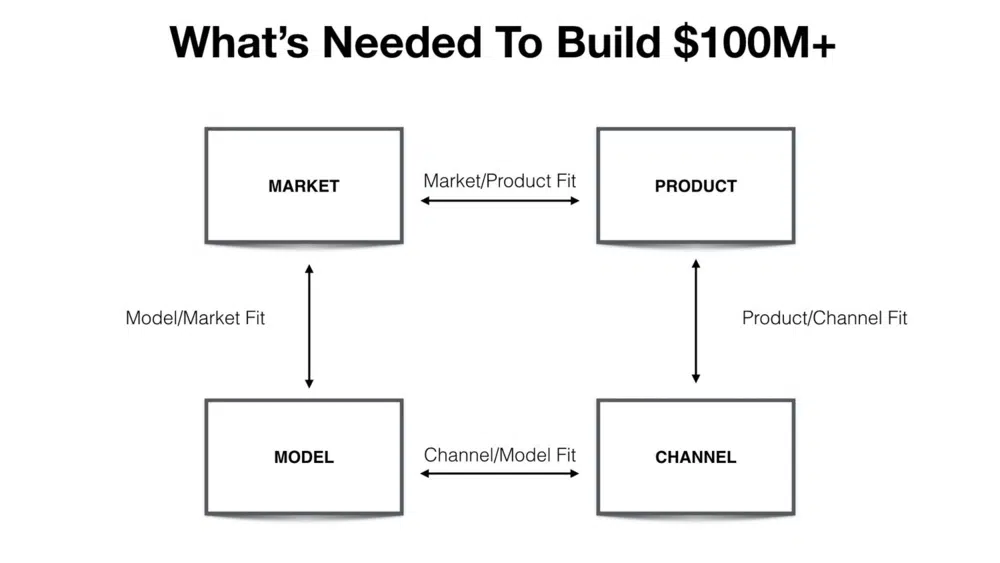 What's Needed To Build $100M+
MARKET
Market/Product Fit
PRODUCT
Model/Market Fit
Product/Channel Fit
MODEL
Channel/Model Fit
CHANNEL